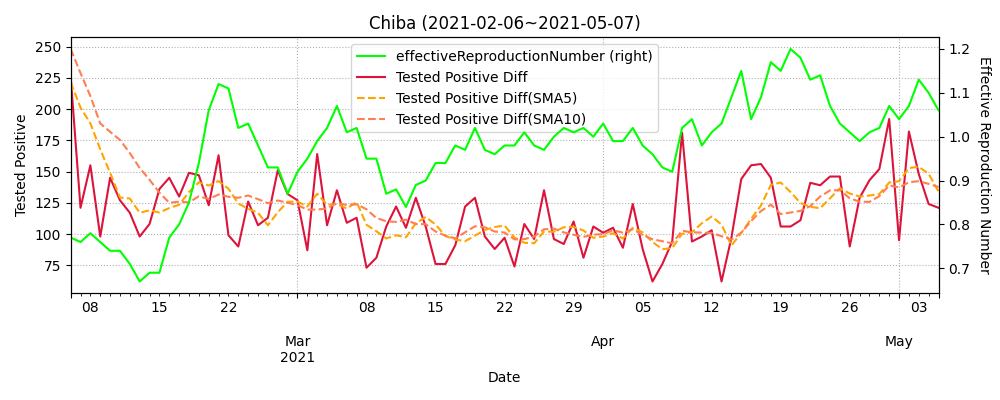 Chiba (2021-02-06~2021-05-07)
effectiveReproductionNumber (right)
Tested Positive Diff
Tested Positive Diff(SMA5)
Tested Positive Diff(SMA10)
Tested Positive
250
225
200
175
150
125
100
75
1.2
1.1
1.0
0.9
0.8
0.7
Effective Reproduction Number
08 15 22 08 15 22 29 05 12 19 26 03
Mar Apr May
2021
Date